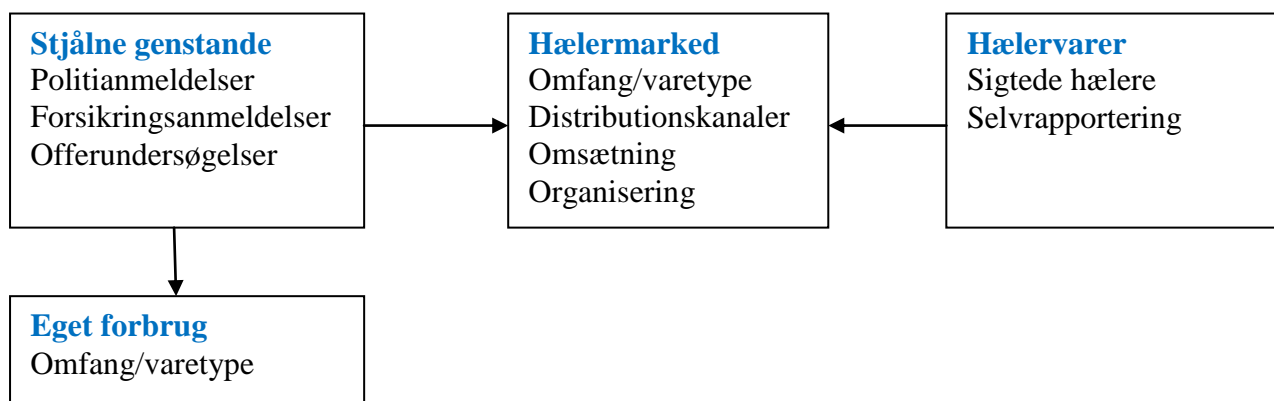 Stjålne genstande
Politianmeldelser
Forsikringsanmeldelser
Offerundersøgelser
Hælermarked
Omfang/varetype
Distributionskanaler
Omsætning
Organisering
Hælervarer
Sigtede hælere
Selvrapportering
Eget forbrug
Omfang/varetype